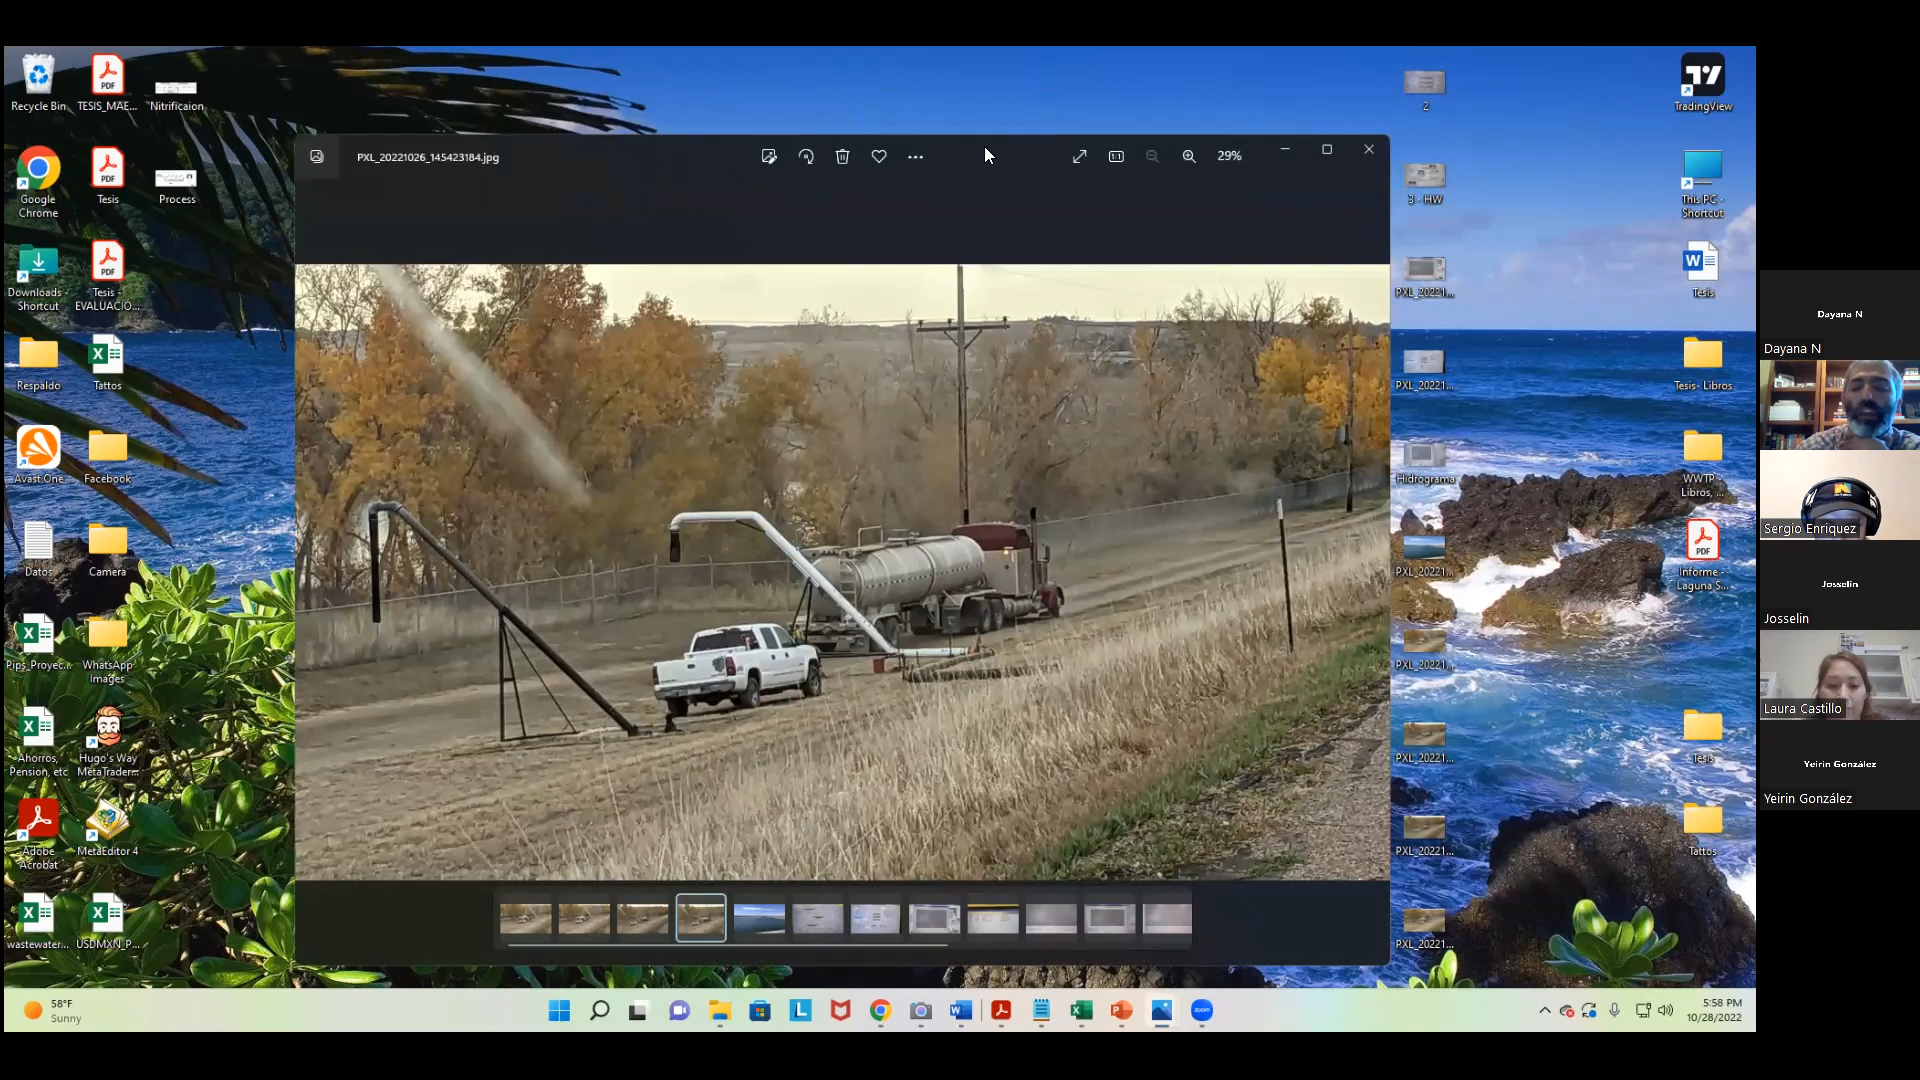 Recycle Bin
TESIS_MAE...
Nitrificaion
Google
Chrome
Tesis
Process
Downloads -
Shortcut
Tesis -
EVALUACIO...
Respaldo
Tattos
Avast One
Facebook
Datos
Camera
Pips_Proyec...
WhatsApp
Images
Ahorros,
Pension, etc
Hugo's Way
MetaTrader...
Adobe
Acrobat
MetaEditor 4
wastewater...
USDMXN_P...
PXL_20221026_145423184.jpg
29%
2
3 - HW
PXL_20221...
PXL_20221...
Hidrograma
PXL_20221...
PXL_20221...
PXL_20221...
PXL_20221...
PXL_20221...
TradingView
This PC -
Shortcut
Tesis
Tesis- Libros
WWTP -
Libros, ...
Informe -
Laguna S...
Tesis
Tattos
Dayana N
Dayana N
Sergio Enriquez
Josselin
Josselin
Laura Castillo
Yeirin González
Yeirin González
58°F
Sunny
zoom
5:58 PM
10/28/2022